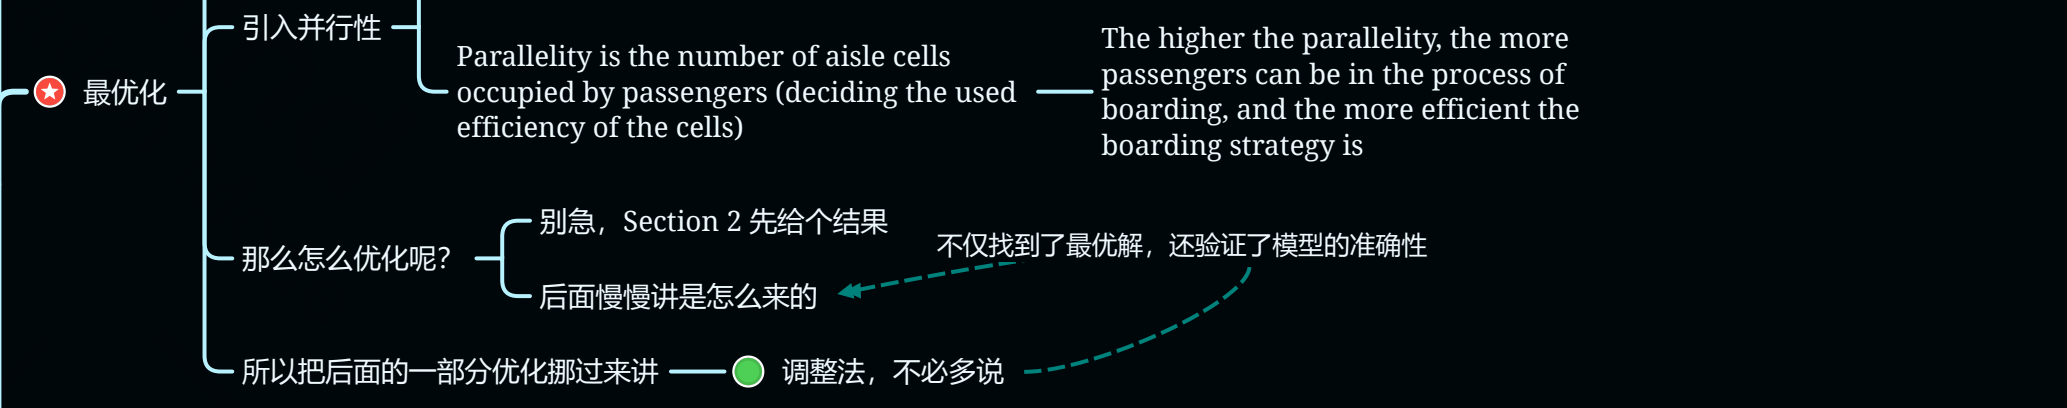 引入并行性
Parallelity is the number of aisle cells
occupied by passengers (deciding the used
efficiency of the cells)
The higher the parallelity, the more
passengers can be in the process of
boarding, and the more efficient the
boarding strategy is
最优化
那么怎么优化呢？
别急，Section 2 先给个结果
不仅找到了最优解，还验证了模型的准确性
后面慢慢讲是怎么来的
所以把后面的一部分优化挪过来讲
调整法，不必多说